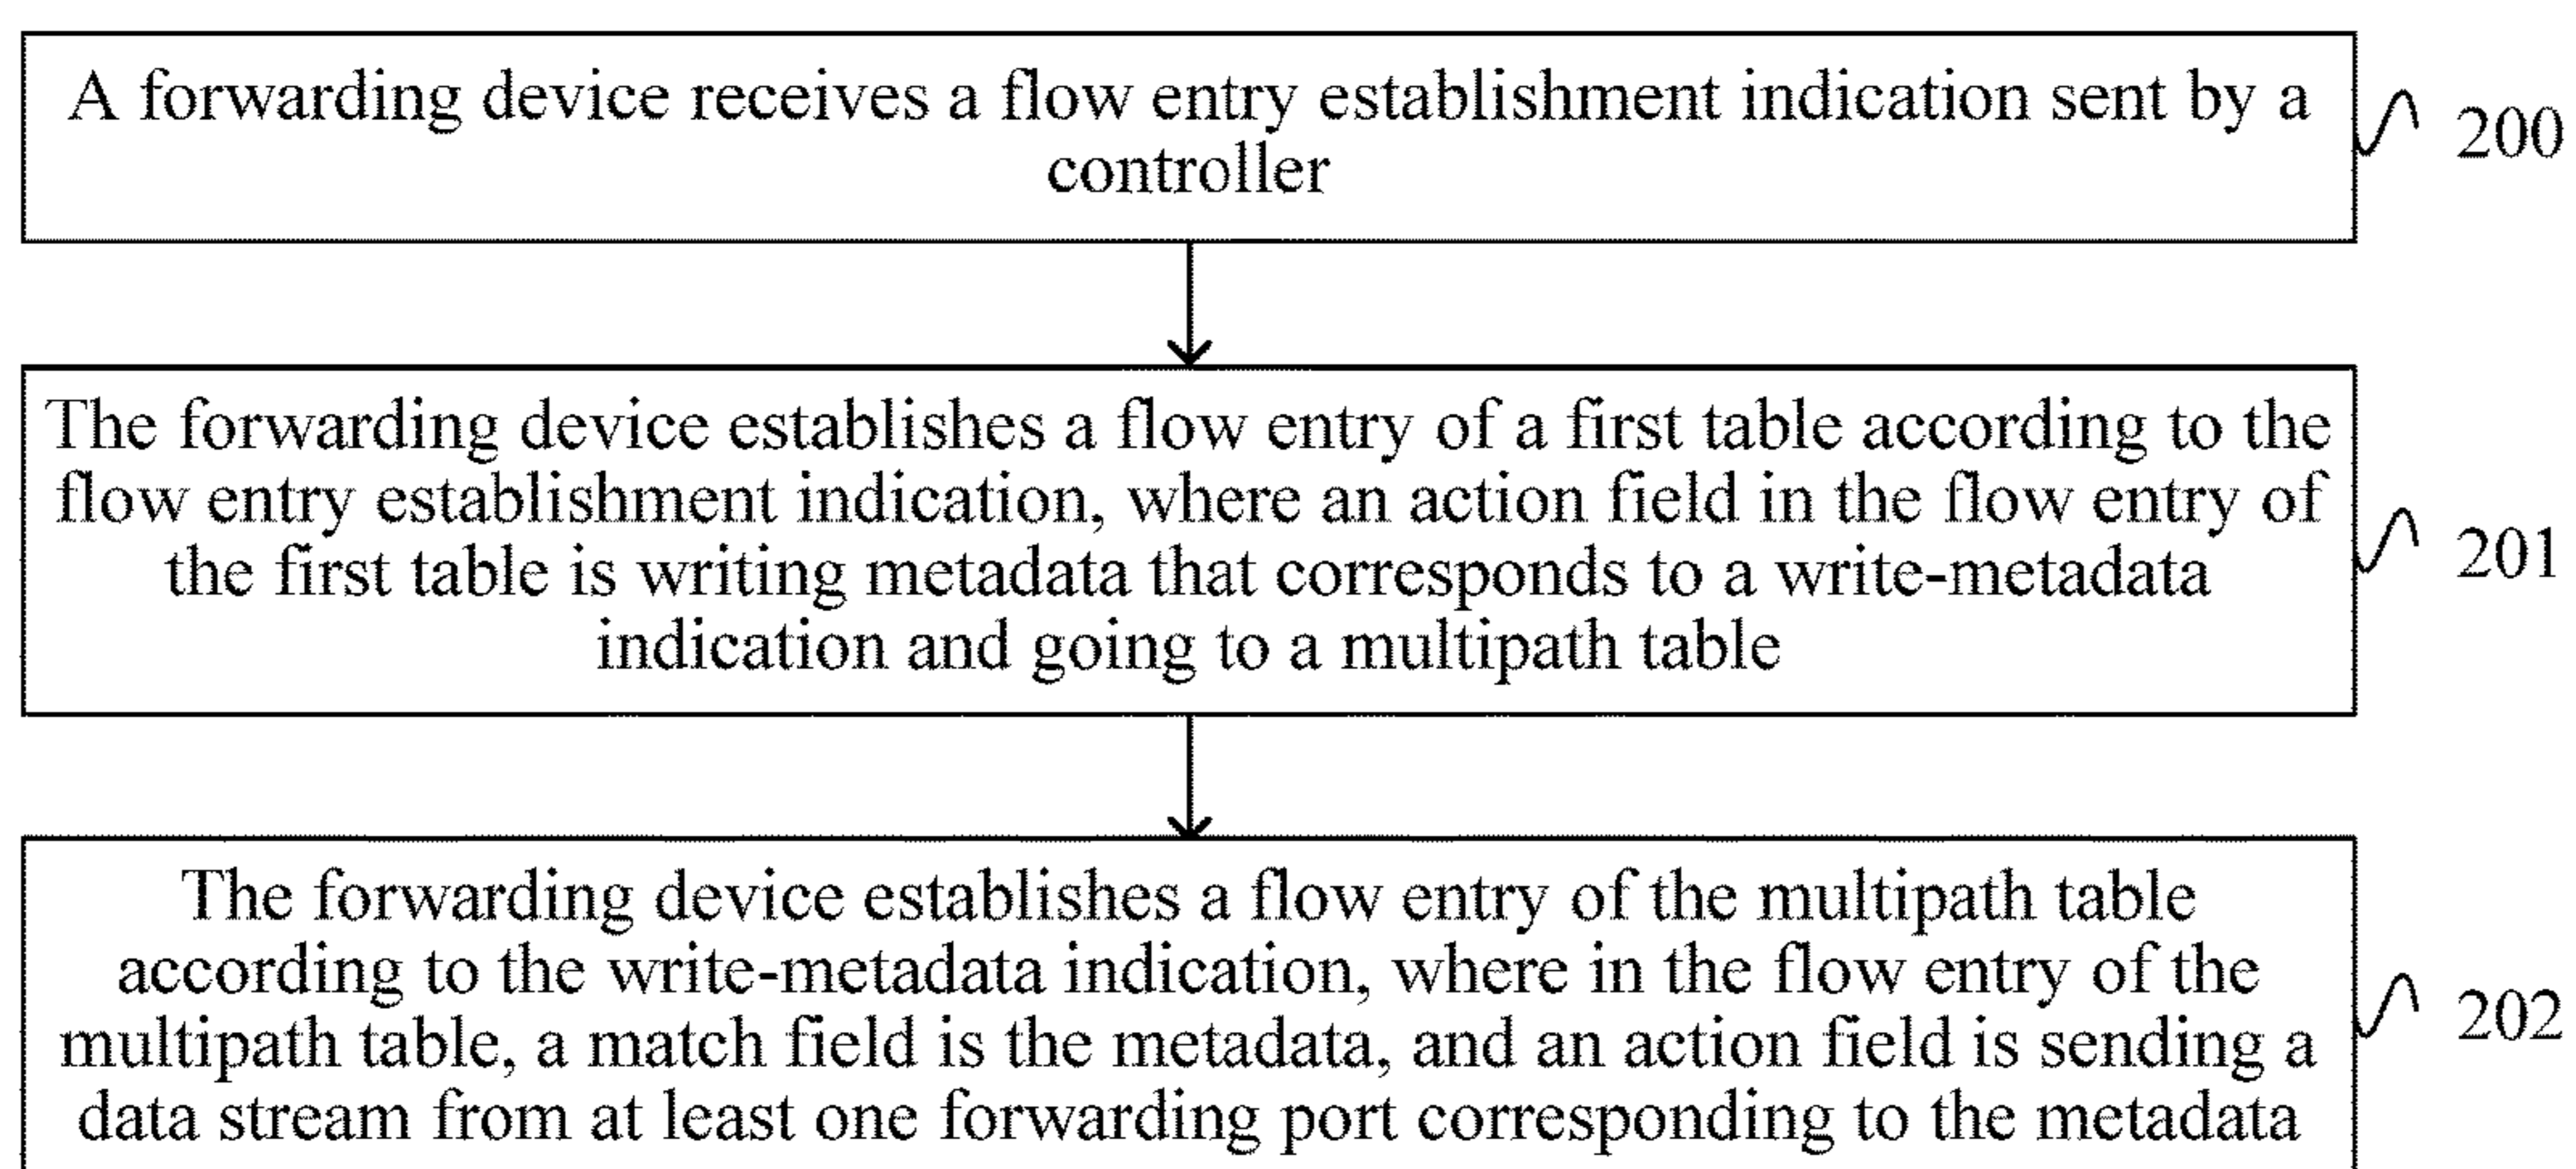 A forwarding device receives a flow entry establishment indication sent by a
controller
200
The forwarding device establishes a flow entry of a first table according to the
flow entry establishment indication, where an action field in the flow entry of
the first table is writing metadata that corresponds to a write-metadata
indication and going to a multipath table
201
The forwarding device establishes a flow entry of the multipath table
according to the write-metadata indication, where in the flow entry of the
multipath table, a match field is the metadata, and an action field is sending a
data stream from at least one forwarding port corresponding to the metadata
202